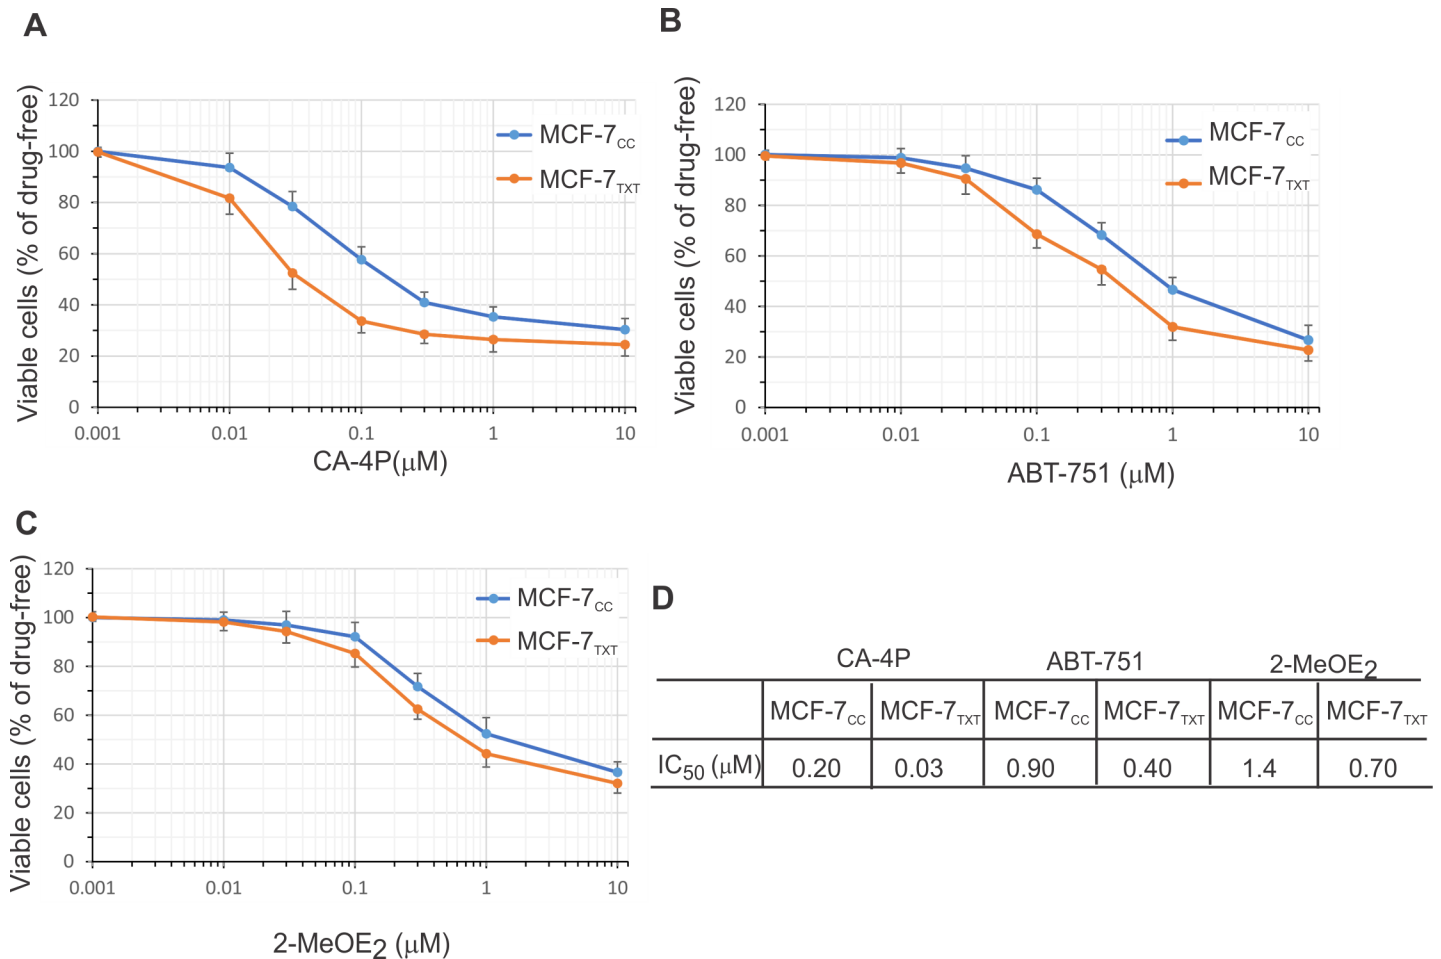 A
Viable cells (% of drug-free)
120
100
80
60
40
20
0
MCF-7CC
MCF-7TXT
0.001 0.01 0.1 1 10
CA-4P(μM)
B
Viable cells (% of drug-free)
120
100
80
60
40
20
0
MCF-7CC
MCF-7TXT
0.001 0.01 0.1 1 10
ABT-751 (μM)
C
Viable cells (% of drug-free)
120
100
80
60
40
20
0
MCF-7CC
MCF-7TXT
0.001 0.01 0.1 1 10
2-MeOE2 (μM)
D
CA-4P ABT-751 2-MeOE2
MCF-7CC MCF-7TXT MCF-7CC MCF-7TXT MCF-7CC MCF-7TXT
IC50 (μM) 0.20 0.03 0.90 0.40 1.4 0.70